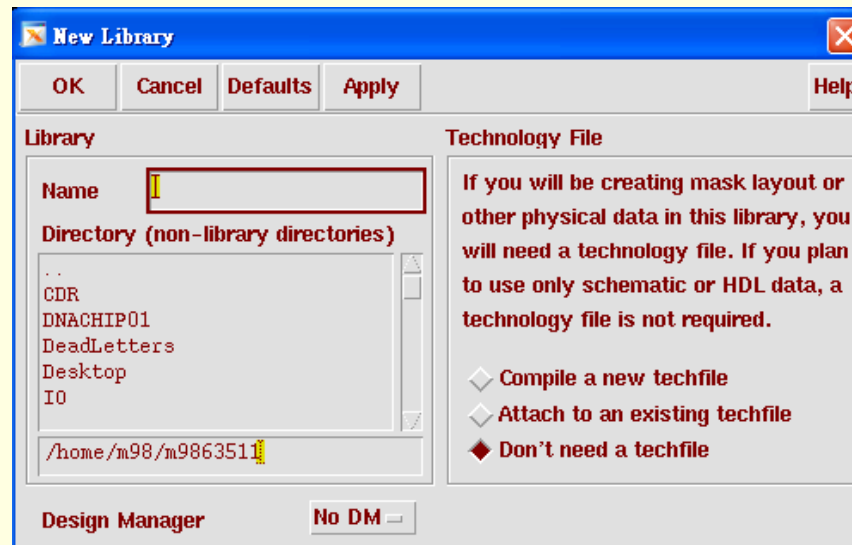 New Library
OK Cancel Defaults Apply Help
Library
Name
Directory (non-library directories)
..
CDR
DNACHIP01
DeadLetters
Desktop
IO
/home/m98/m9863511
Design Manager No DM
Technology File
If you will be creating mask layout or
other physical data in this library, you
will need a technology file. If you plan
to use only schematic or HDL data, a
technology file is not required.
Compile a new techfile
Attach to an existing techfile
Don't need a techfile